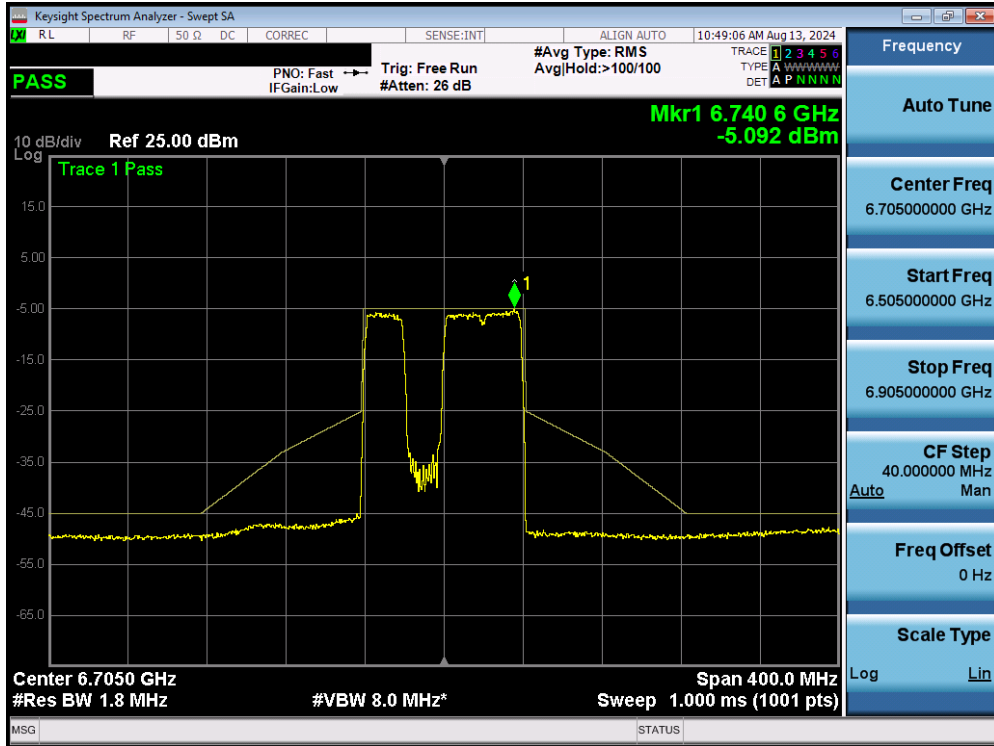 Keysight Spectrum Analyzer - Swept SA
LXI RL RF 50 Ω DC CORREC SENSE:INT ALIGN AUTO 10:49:06 AM Aug 13, 2024
PASS
PNO: Fast
IFGain:Low
Trig: Free Run
#Atten: 26 dB
#Avg Type: RMS
Avg|Hold:>100/100
TRACE 1 2 3 4 5 6
TYPE A W W W W W
DET A P N N N N
Mkr1 6.740 6 GHz
-5.092 dBm
10 dB/div Ref 25.00 dBm
Log
Trace 1 Pass
15.0
5.00
-5.00
-15.0
-25.0
-35.0
-45.0
-55.0
-65.0
1
Center 6.7050 GHz
Span 400.0 MHz
#Res BW 1.8 MHz
#VBW 8.0 MHz*
Sweep 1.000 ms (1001 pts)
MSG
STATUS
Frequency
Auto Tune
Center Freq
6.705000000 GHz
Start Freq
6.505000000 GHz
Stop Freq
6.905000000 GHz
CF Step
40.000000 MHz
Auto Man
Freq Offset
0 Hz
Scale Type
Log Lin